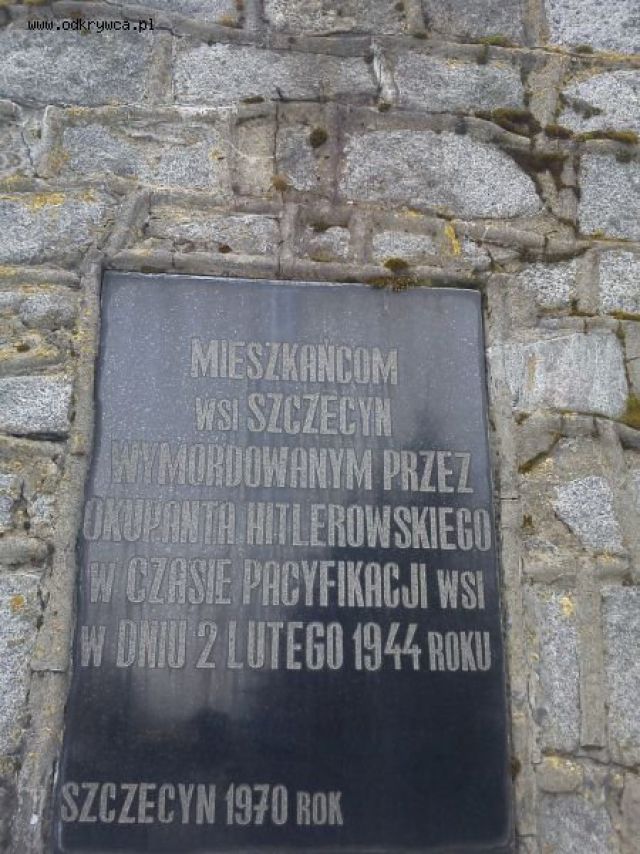 www.odkrywca.pl
MIESZKAŃCOM
WSI SZCZECYN
WYMORDOWANYM PRZEZ
OKUPANTA HITLEROWSKIEGO
W CZASIE PACYFIKACJI WSI
W DNIU 2 LUTEGO 1944 ROKU
SZCZECYN 1970 ROK